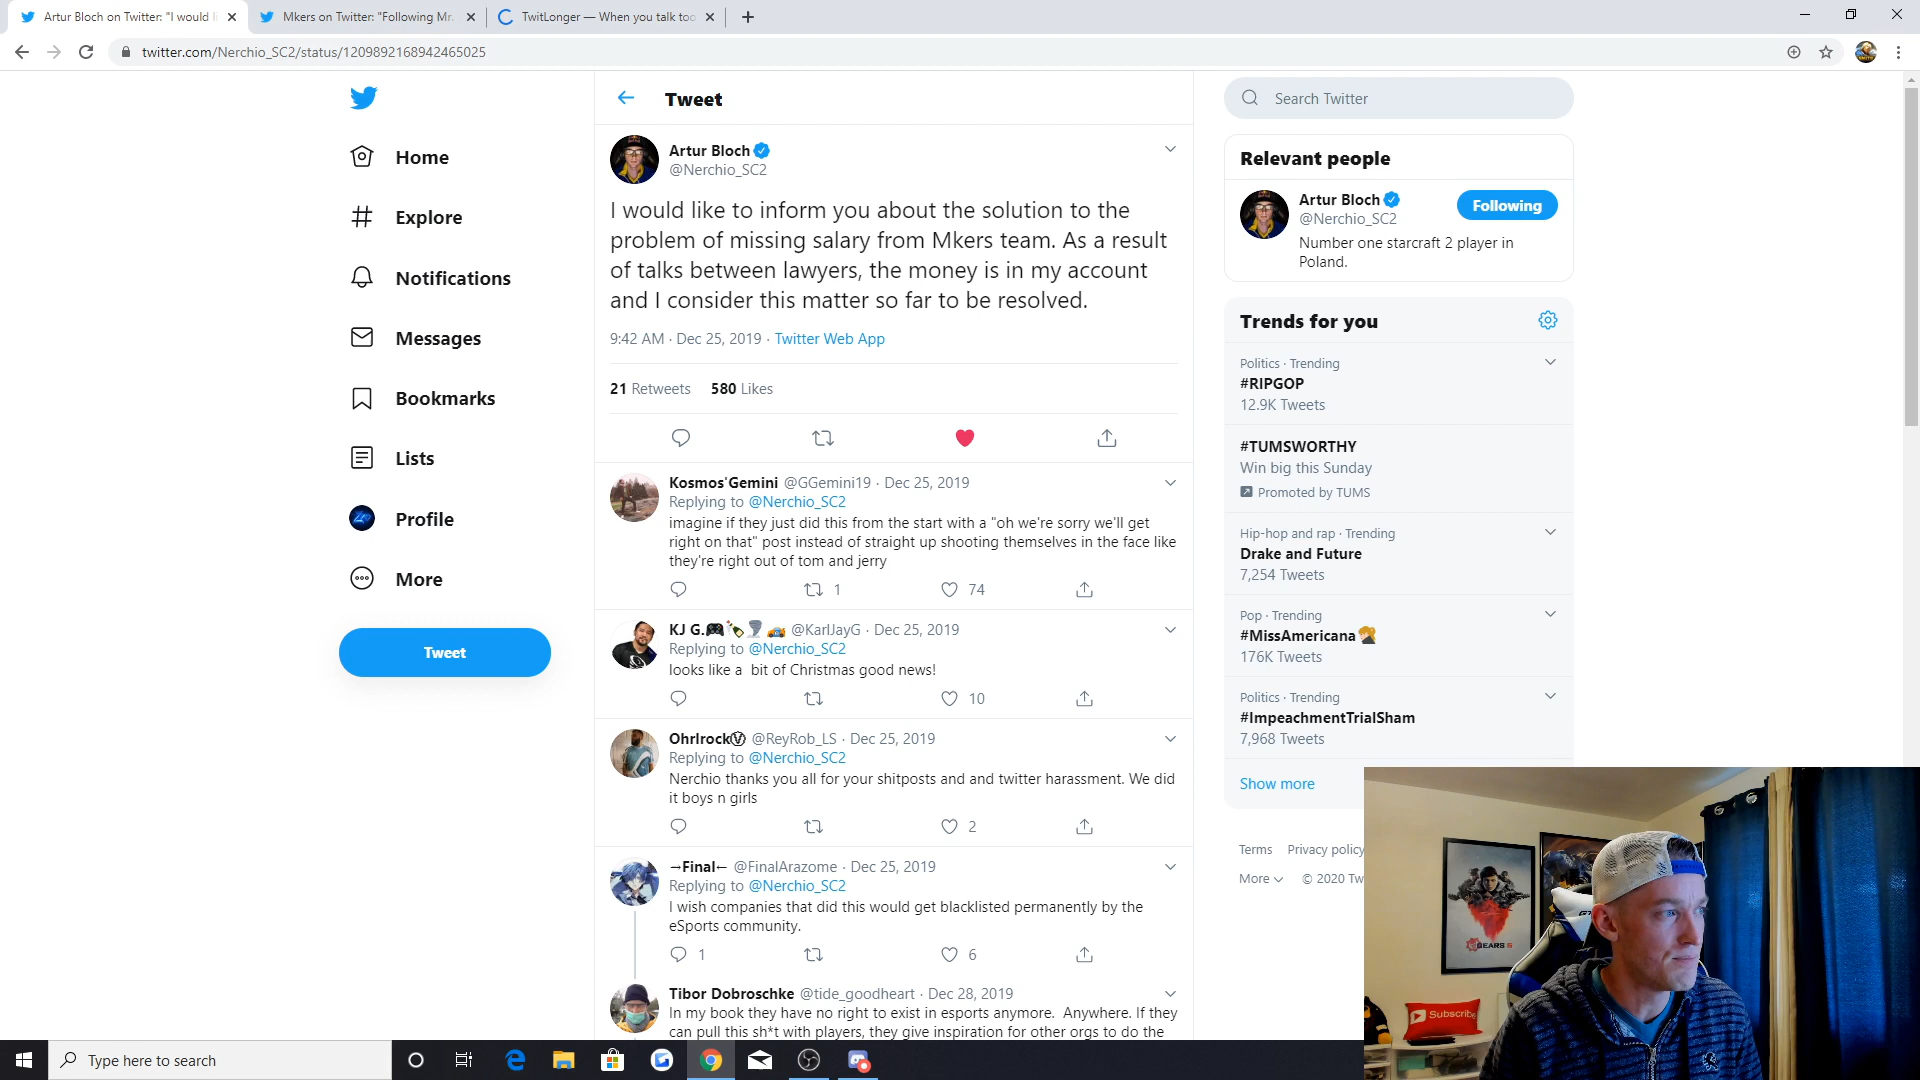 Artur Bloch on Twitter: "I would li
Mkers on Twitter: "Following Mr.
TwitLonger — When you talk too
twitter.com/Nerchio_SC2/status/1209892168942465025
Home
Explore
Notifications
Messages
Bookmarks
Lists
Profile
More
Tweet
Tweet
Artur Bloch
@Nerchio_SC2
I would like to inform you about the solution to the
problem of missing salary from Mkers team. As a result
of talks between lawyers, the money is in my account
and I consider this matter so far to be resolved.
9:42 AM · Dec 25, 2019 · Twitter Web App
21 Retweets 580 Likes
Kosmos'Gemini @GGemini19 · Dec 25, 2019
Replying to @Nerchio_SC2
imagine if they just did this from the start with a "oh we're sorry we'll get
right on that" post instead of straight up shooting themselves in the face like
they're right out of tom and jerry
1 74
KJ G.🎮🍾🌪🚗 @KarlJayG · Dec 25, 2019
Replying to @Nerchio_SC2
looks like a bit of Christmas good news!
10
OhrlrockⓋ @ReyRob_LS · Dec 25, 2019
Replying to @Nerchio_SC2
Nerchio thanks you all for your shitposts and and twitter harassment. We did
it boys n girls
2
→Final← @FinalArazome · Dec 25, 2019
Replying to @Nerchio_SC2
I wish companies that did this would get blacklisted permanently by the
eSports community.
1 6
Tibor Dobroschke @tide_goodheart · Dec 28, 2019
In my book they have no right to exist in esports anymore. Anywhere. If they
can pull this sh*t with players, they give inspiration for other orgs to do the
Search Twitter
Relevant people
Artur Bloch
@Nerchio_SC2
Following
Number one starcraft 2 player in
Poland.
Trends for you
Politics · Trending
#RIPGOP
12.9K Tweets
#TUMSWORTHY
Win big this Sunday
Promoted by TUMS
Hip-hop and rap · Trending
Drake and Future
7,254 Tweets
Pop · Trending
#MissAmericana
176K Tweets
Politics · Trending
#ImpeachmentTrialSham
7,968 Tweets
Show more
Terms Privacy policy
More © 2020 Tw
GEARS 5
Subscribe
Type here to search